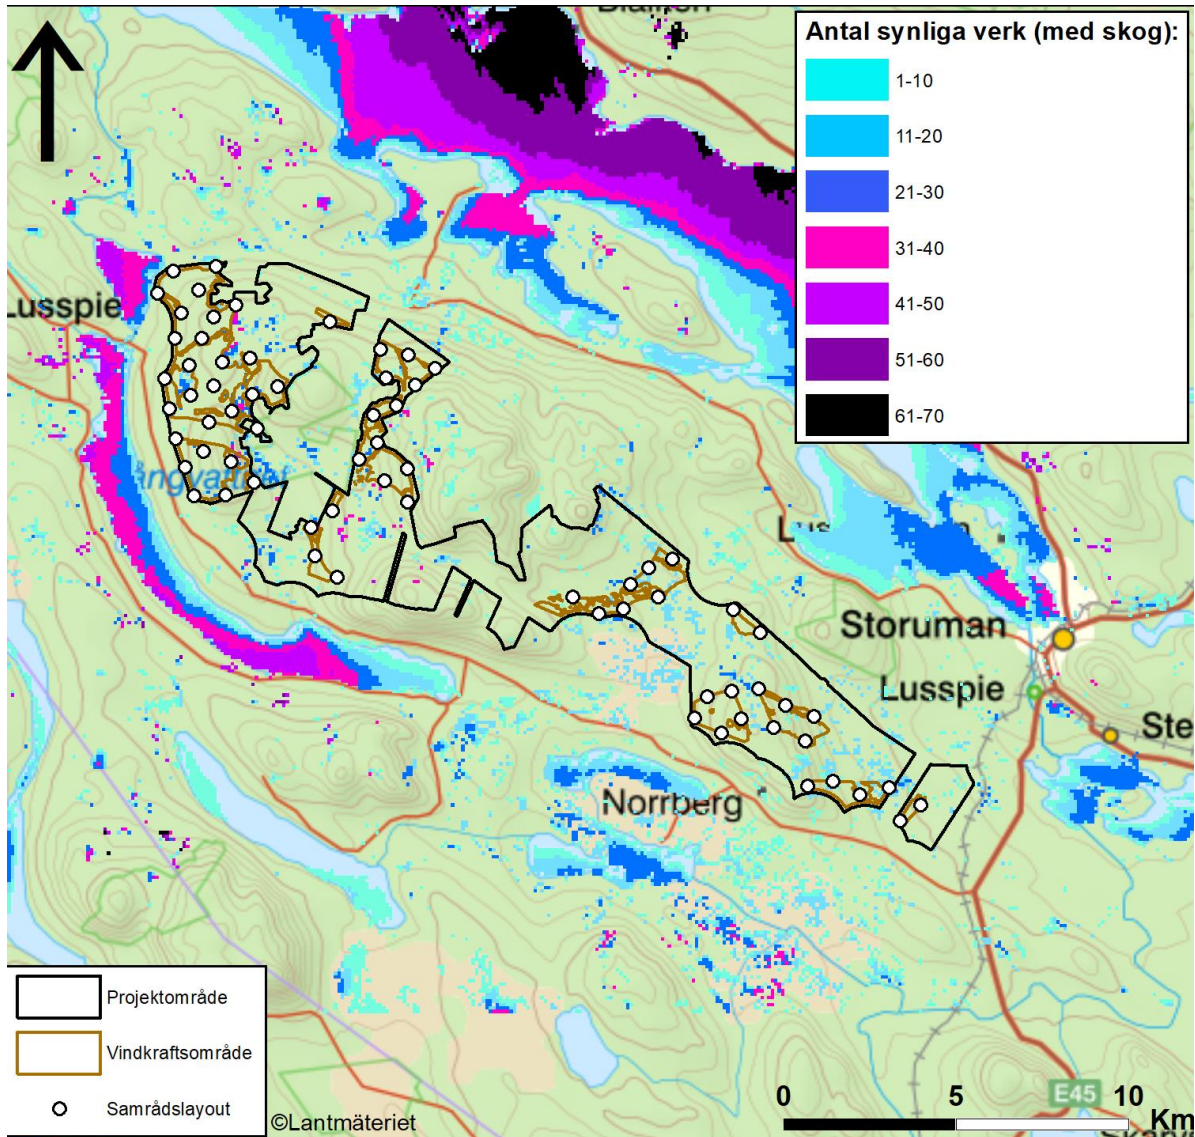 Antal synliga verk (med skog):
1-10
11-20
21-30
31-40
41-50
51-60
61-70
Lusspie
Storuman
Lusspie
Ste
Norrberg
E45
Projektområde
Vindkraftsområde
Samrådslayout
©Lantmäteriet
0 5 10
Km